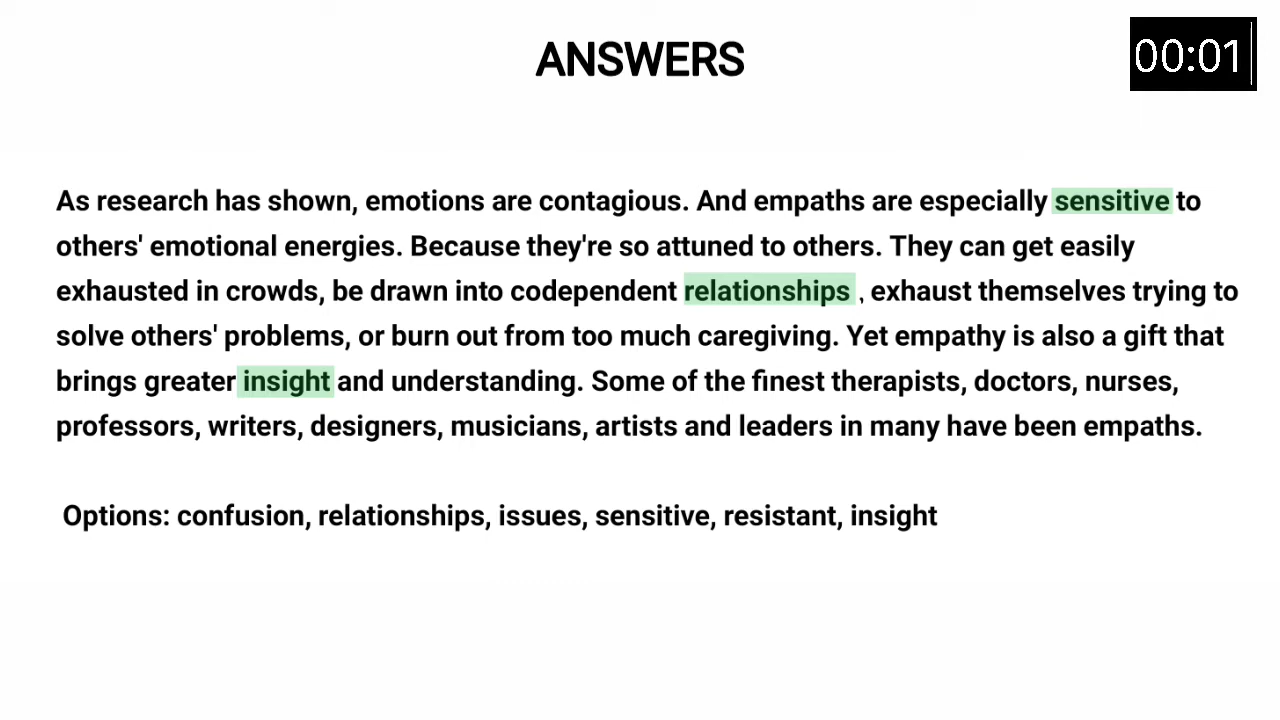 ANSWERS
00:01
As research has shown, emotions are contagious. And empaths are especially sensitive to
others' emotional energies. Because they're so attuned to others. They can get easily
exhausted in crowds, be drawn into codependent relationships , exhaust themselves trying to
solve others' problems, or burn out from too much caregiving. Yet empathy is also a gift that
brings greater insight and understanding. Some of the finest therapists, doctors, nurses,
professors, writers, designers, musicians, artists and leaders in many have been empaths.
Options: confusion, relationships, issues, sensitive, resistant, insight